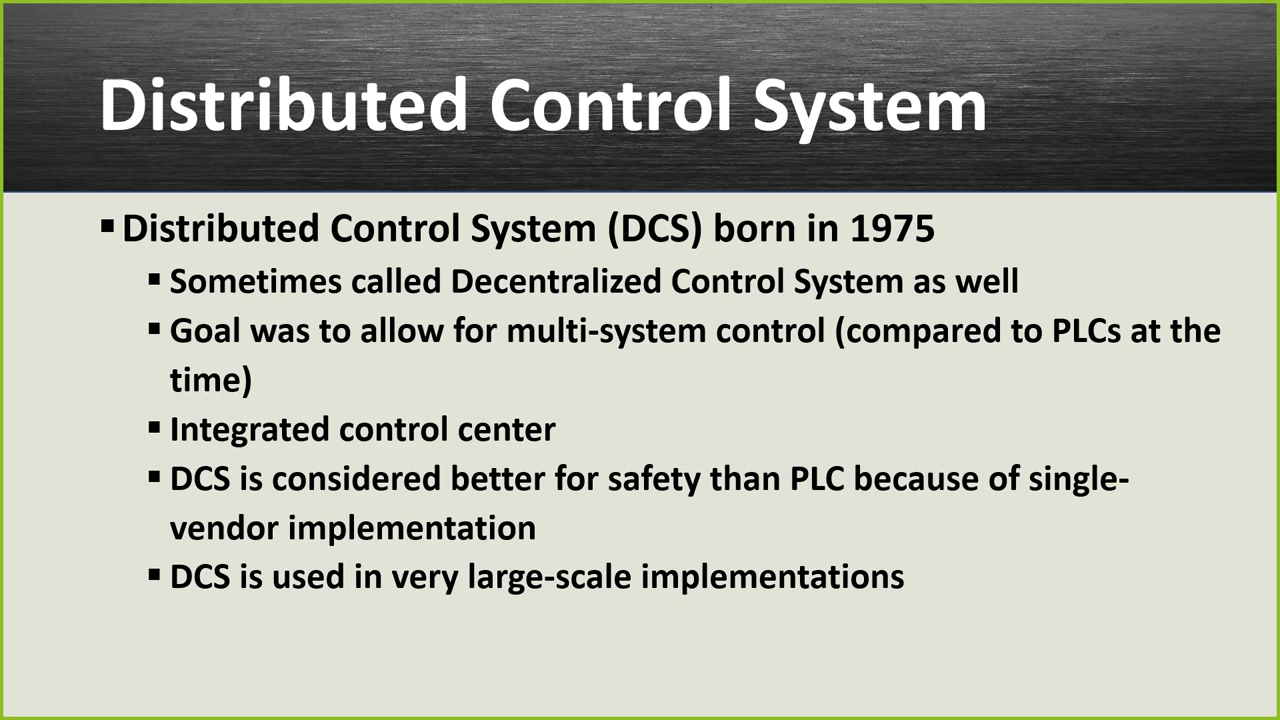 Distributed Control System
▪ Distributed Control System (DCS) born in 1975
▪ Sometimes called Decentralized Control System as well
▪ Goal was to allow for multi-system control (compared to PLCs at the
time)
▪ Integrated control center
▪ DCS is considered better for safety than PLC because of single-
vendor implementation
▪ DCS is used in very large-scale implementations